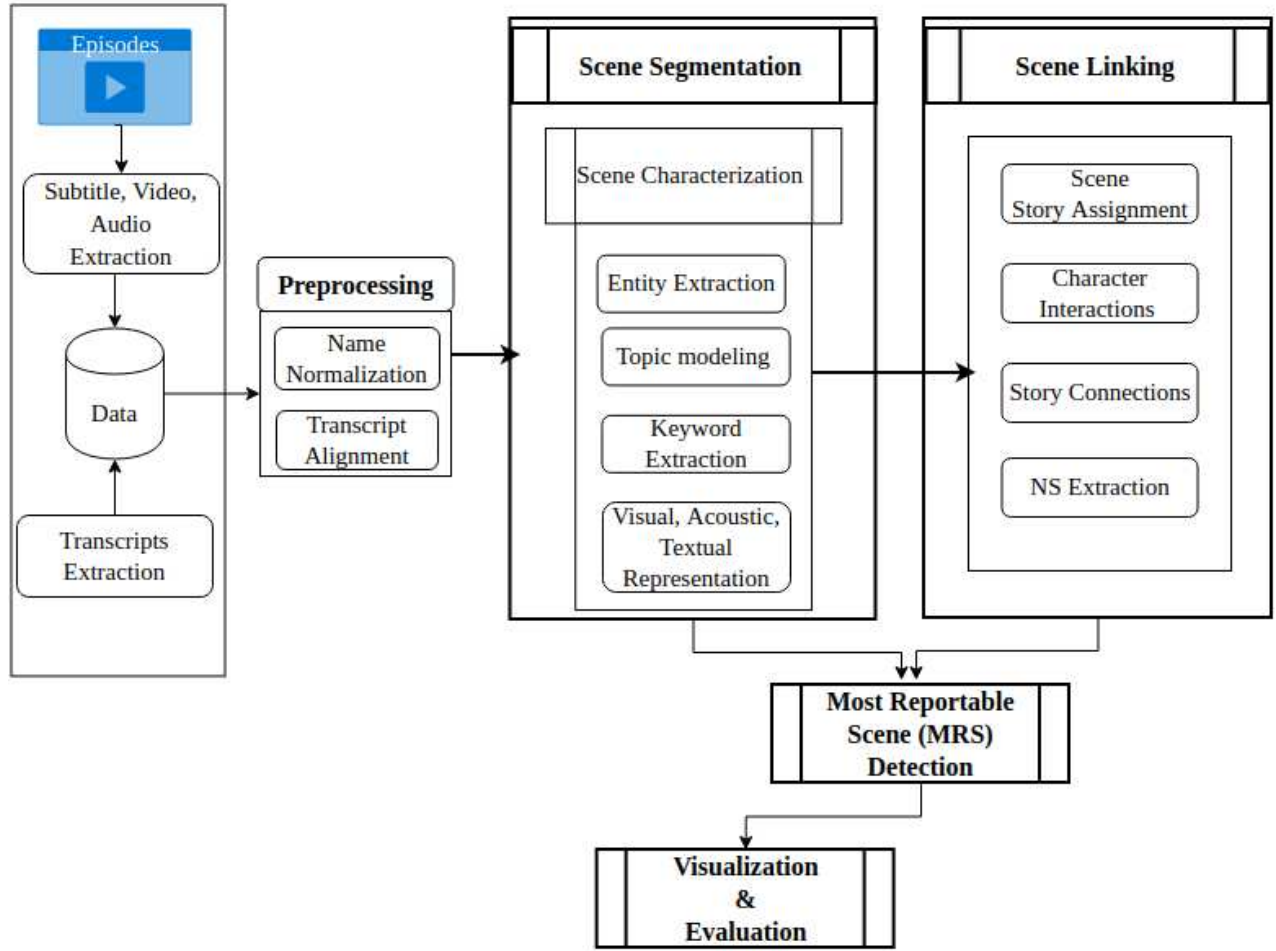 Episodes
Subtitle, Video,
Audio
Extraction
Data
Transcripts
Extraction
Preprocessing
Name
Normalization
Transcript
Alignment
Scene Segmentation
Scene Characterization
Entity Extraction
Topic modeling
Keyword
Extraction
Visual, Acoustic,
Textual
Representation
Scene Linking
Scene
Story Assignment
Character
Interactions
Story Connections
NS Extraction
Most Reportable
Scene (MRS)
Detection
Visualization
&
Evaluation